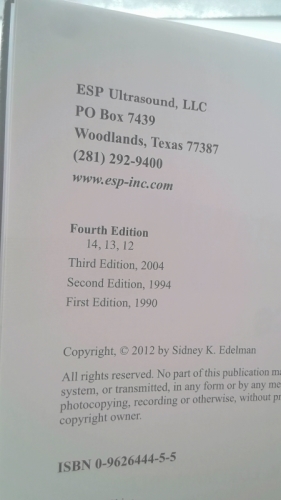 ESP Ultrasound, LLC
PO Box 7439
Woodlands, Texas 77387
(281) 292-9400
www.esp-inc.com
Fourth Edition
14, 13, 12
Third Edition, 2004
Second Edition, 1994
First Edition, 1990
Copyright, © 2012 by Sidney K. Edelman
All rights reserved. No part of this publication
system, or transmitted, in any form or by any
photocopying, recording or otherwise, without
copyright owner.
ISBN 0-9626444-5-5